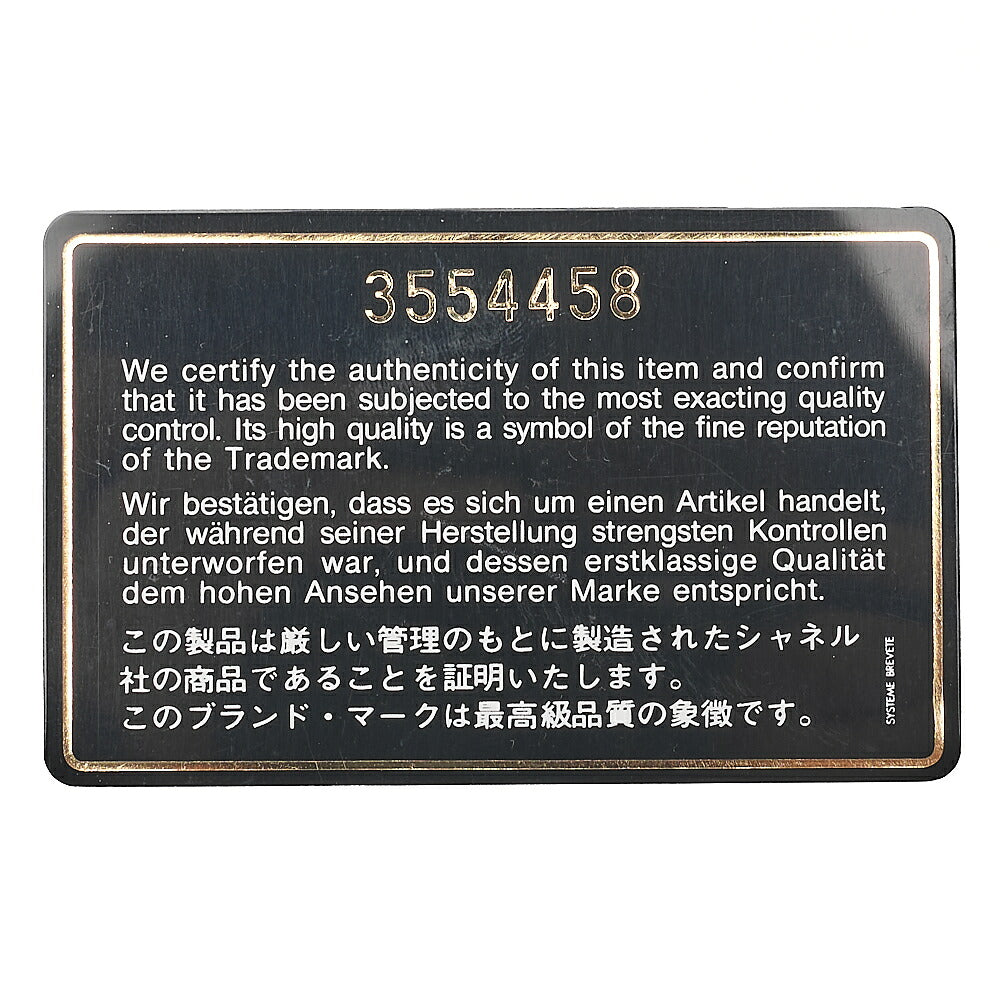 3554458
We certify the authenticity of this item and confirm
that it has been subjected to the most exacting quality
control. Its high quality is a symbol of the fine reputation
of the Trademark.
Wir bestätigen, dass es sich um einen Artikel handelt,
der während seiner Herstellung strengsten Kontrollen
unterworfen war, und dessen erstklassige Qualität
dem hohen Ansehen unserer Marke entspricht.
この製品は厳しい管理のもとに製造されたシャネル
社の商品であることを証明いたします。
このブランド・マークは最高級品質の象徴です。
SYSTEME BREVETE